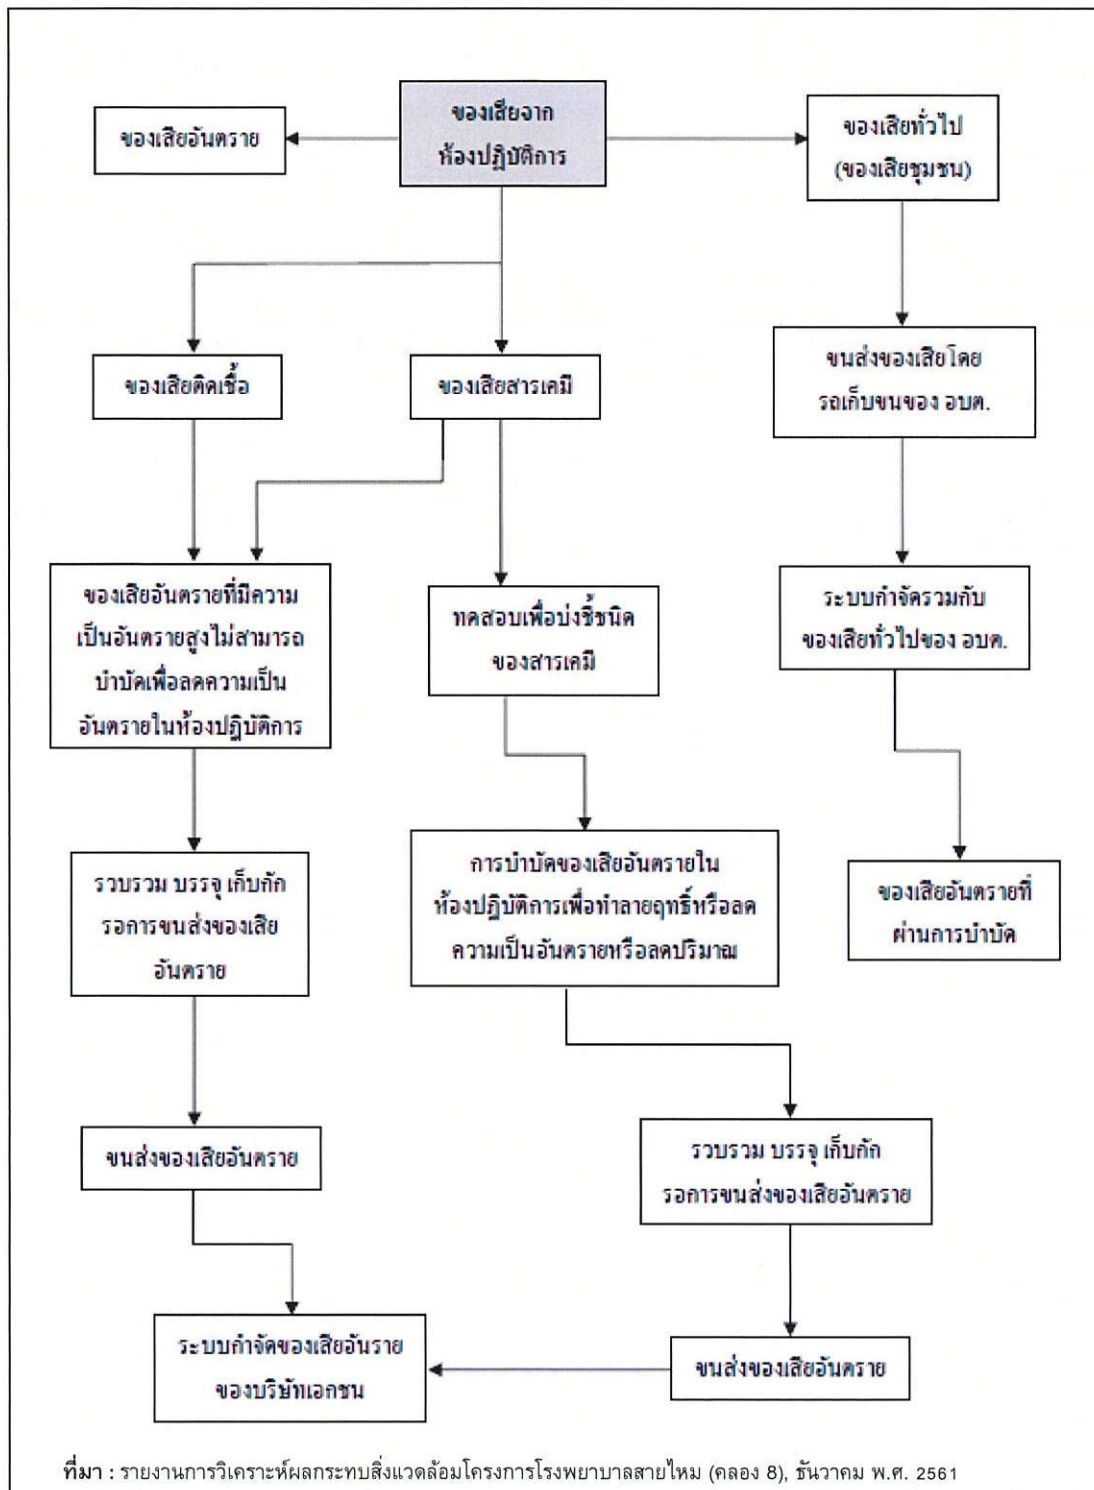 ของเสียจาก
ห้องปฏิบัติการ
ของเสียอันตราย
ของเสียทั่วไป
(ของเสียชุมชน)
ของเสียติดเชื้อ
ของเสียสารเคมี
ขนส่งของเสียโดย
รถเก็บขนของ อบต.
ของเสียอันตรายที่มีความ
เป็นอันตรายสูงไม่สามารถ
บำบัดเพื่อลดความเป็น
อันตรายในห้องปฏิบัติการ
ทดสอบเพื่อบ่งชี้ชนิด
ของสารเคมี
ระบบกำจัดรวมกับ
ของเสียทั่วไปของ อบต.
รวบรวม บรรจุ เก็บกัก
รอการขนส่งของเสีย
อันตราย
การบำบัดของเสียอันตรายใน
ห้องปฏิบัติการเพื่อทำลายฤทธิ์หรือลด
ความเป็นอันตรายหรือลดปริมาณ
ของเสียอันตรายที่
ผ่านการบำบัด
ขนส่งของเสียอันตราย
รวบรวม บรรจุ เก็บกัก
รอการขนส่งของเสียอันตราย
ระบบกำจัดของเสียอันราย
ของบริษัทเอกชน
ขนส่งของเสียอันตราย
ที่มา : รายงานการวิเคราะห์ผลกระทบสิ่งแวดล้อมโครงการโรงพยาบาลสายไหม (คลอง 8), ธันวาคม พ.ศ. 2561